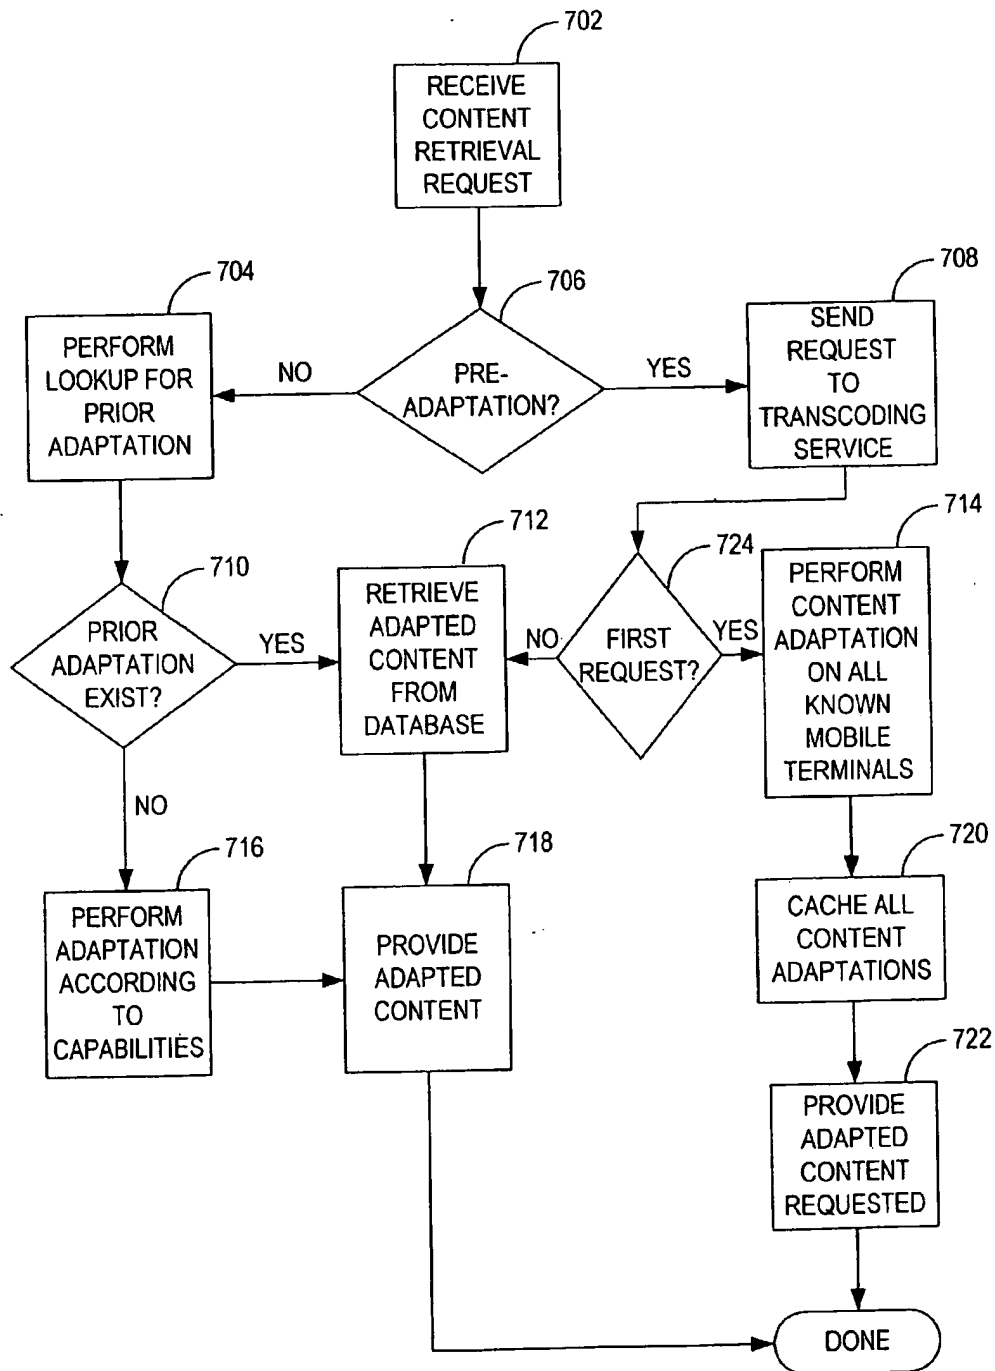 702
RECEIVE
CONTENT
RETRIEVAL
REQUEST
704
PERFORM
LOOKUP FOR
PRIOR
ADAPTATION
NO
706
PRE-
ADAPTATION?
YES
708
SEND
REQUEST
TO
TRANSCODING
SERVICE
710
PRIOR
ADAPTATION
EXIST?
YES
NO
712
RETRIEVE
ADAPTED
CONTENT
FROM
DATABASE
NO
724
FIRST
REQUEST?
YES
714
PERFORM
CONTENT
ADAPTATION
ON ALL
KNOWN
MOBILE
TERMINALS
716
PERFORM
ADAPTATION
ACCORDING
TO
CAPABILITIES
718
PROVIDE
ADAPTED
CONTENT
720
CACHE ALL
CONTENT
ADAPTATIONS
722
PROVIDE
ADAPTED
CONTENT
REQUESTED
DONE